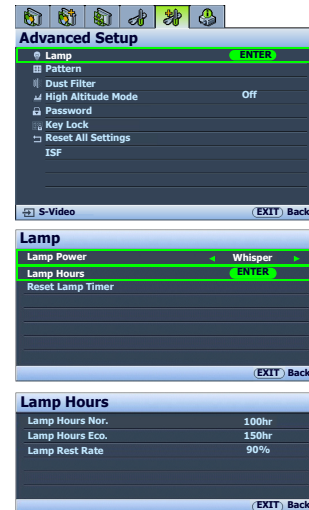 Advanced Setup
Lamp ENTER
Pattern
Dust Filter
High Altitude Mode Off
Password
Key Lock
Reset All Settings
ISF
S-Video EXIT Back
Lamp
Lamp Power Whisper
Lamp Hours ENTER
Reset Lamp Timer
EXIT Back
Lamp Hours
Lamp Hours Nor. 100hr
Lamp Hours Eco. 150hr
Lamp Rest Rate 90%
EXIT Back